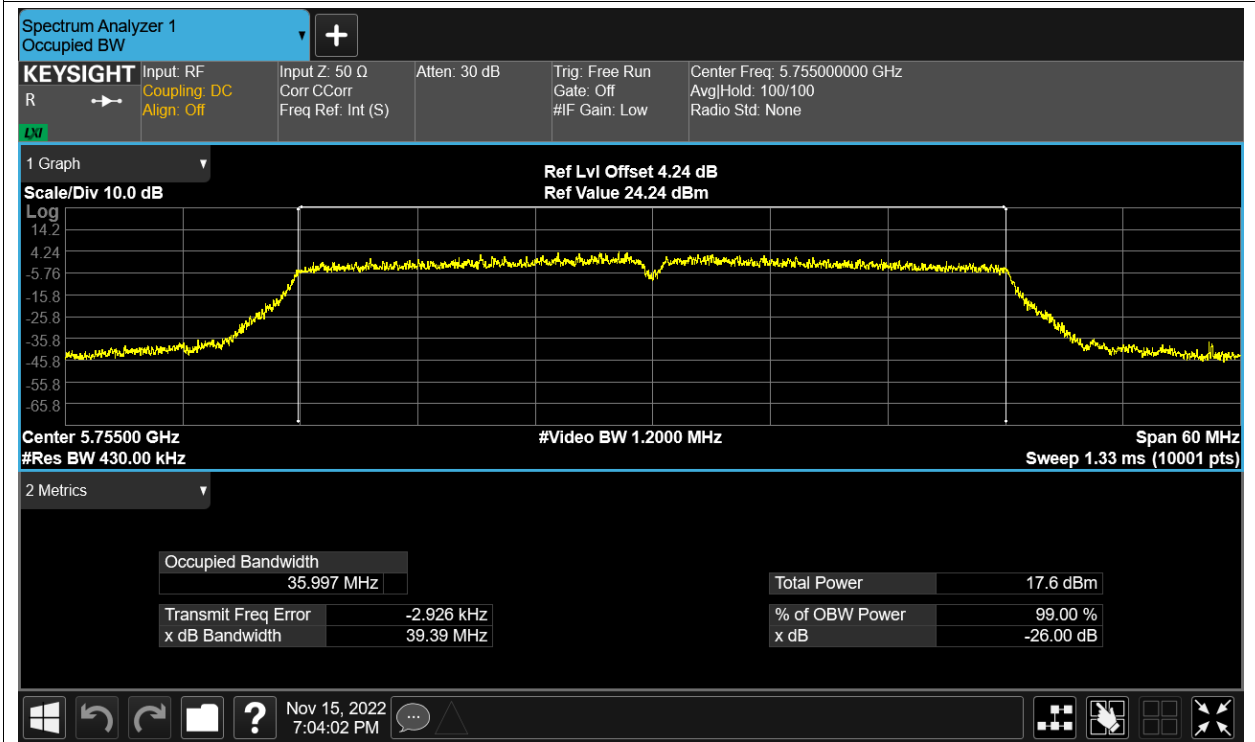 Spectrum Analyzer 1
Occupied BW
KEYSIGHT
R
LXI
Input: RF
Coupling: DC
Align: Off
Input Z: 50 Ω
Corr CCorr
Freq Ref: Int (S)
Atten: 30 dB
Trig: Free Run
Gate: Off
#IF Gain: Low
Center Freq: 5.755000000 GHz
Avg|Hold: 100/100
Radio Std: None
1 Graph
Scale/Div 10.0 dB
Ref Lvl Offset 4.24 dB
Ref Value 24.24 dBm
Log
14.2
4.24
-5.76
-15.8
-25.8
-35.8
-45.8
-55.8
-65.8
Center 5.75500 GHz
#Video BW 1.2000 MHz
Span 60 MHz
#Res BW 430.00 kHz
Sweep 1.33 ms (10001 pts)
2 Metrics
Occupied Bandwidth
35.997 MHz
Total Power 17.6 dBm
Transmit Freq Error -2.926 kHz
% of OBW Power 99.00 %
x dB Bandwidth 39.39 MHz
x dB -26.00 dB
?
Nov 15, 2022
7:04:02 PM